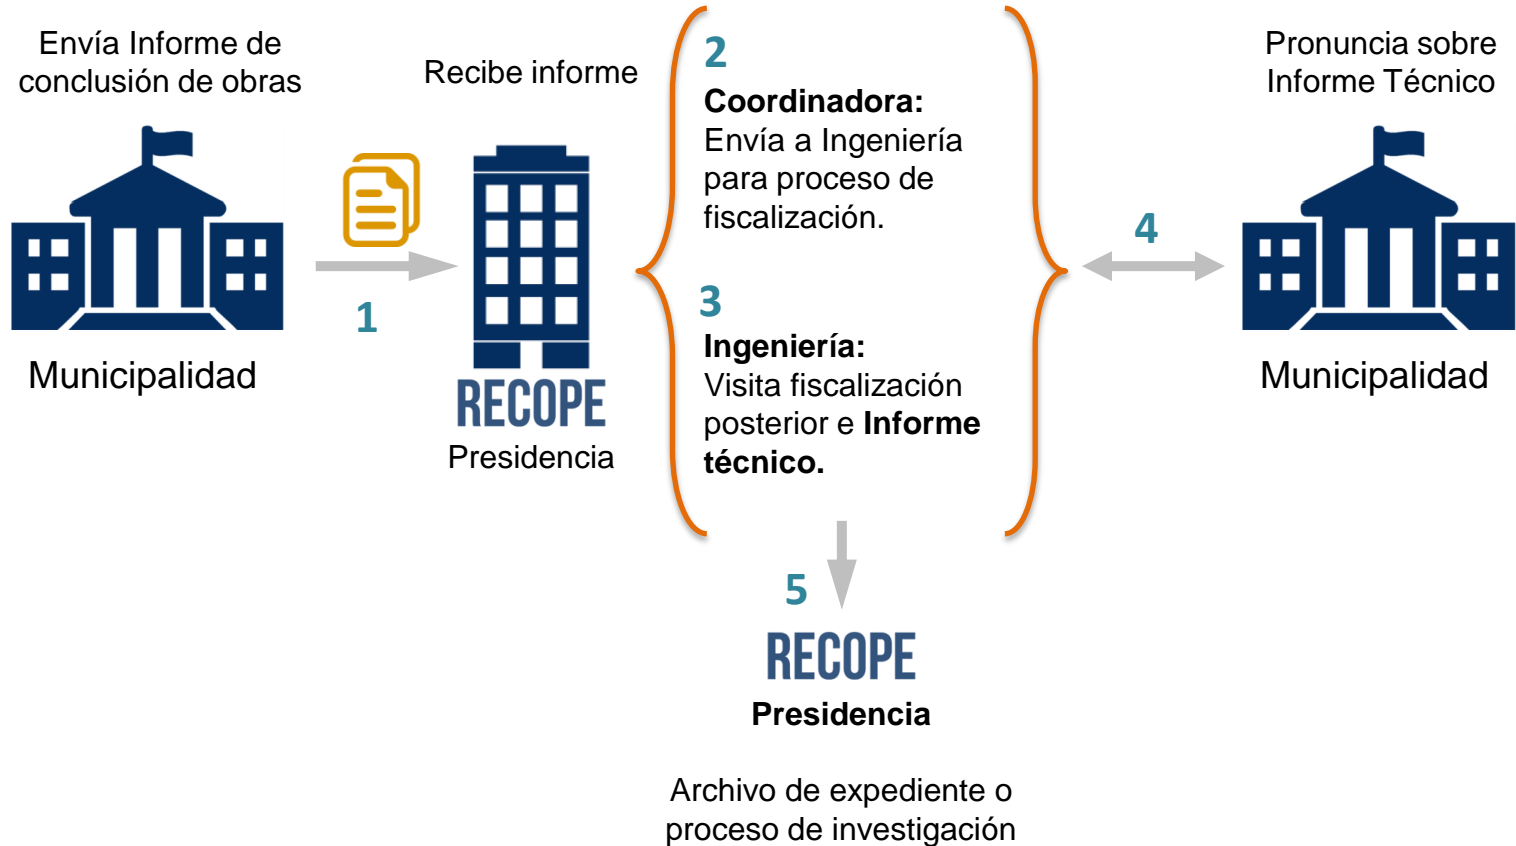 Envía Informe de
conclusión de obras
Municipalidad
1
Recibe informe
RECOPE
Presidencia
2
Coordinadora:
Envía a Ingeniería
para proceso de
fiscalización.
3
Ingeniería:
Visita fiscalización
posterior e Informe
técnico.
4
Pronuncia sobre
Informe Técnico
Municipalidad
5
RECOPE
Presidencia
Archivo de expediente o
proceso de investigación